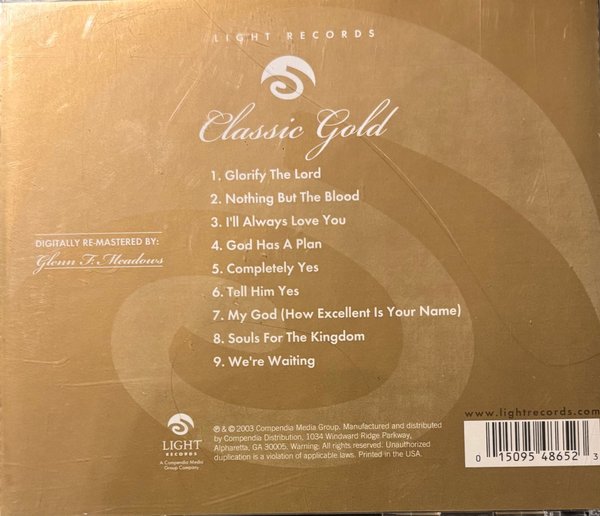 LIGHT RECORDS
Classic Gold
1. Glorify The Lord
2. Nothing But The Blood
3. I'll Always Love You
4. God Has A Plan
5. Completely Yes
6. Tell Him Yes
7. My God (How Excellent Is Your Name)
8. Souls For The Kingdom
9. We're Waiting
DIGITALLY RE-MASTERED BY:
Glenn F. Meadows
LIGHT
RECORDS
A Compendia Media
Group Company
℗ & © 2003 Compendia Media Group. Manufactured and distributed
by Compendia Distribution, 1034 Windward Ridge Parkway,
Alpharetta, GA 30005. Warning: All Rights Reserved. Unauthorized
duplication is a violation of applicable laws. Printed in the USA.
www.lightrecords.com
0 15095 48652 3